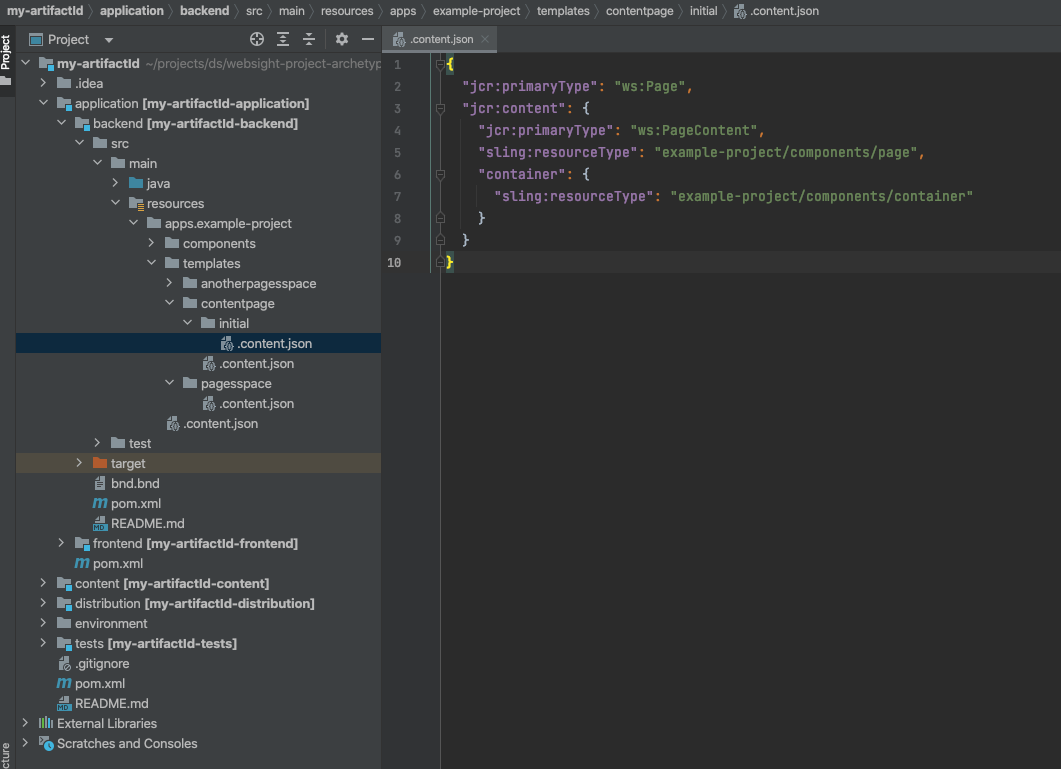 my-artifactId application backend src main resources apps example-project templates contentpage initial .content.json
Project
Project
.content.json
my-artifactId ~/projects/ds/websight-project-archetyp
.idea
application [my-artifactId-application]
backend [my-artifactId-backend]
src
main
java
resources
apps.example-project
components
templates
anotherpagesspace
contentpage
initial
.content.json
.content.json
pagesspace
.content.json
.content.json
test
target
bnd.bnd
m pom.xml
MD README.md
frontend [my-artifactId-frontend]
m pom.xml
content [my-artifactId-content]
distribution [my-artifactId-distribution]
environment
tests [my-artifactId-tests]
.gitignore
m pom.xml
MD README.md
External Libraries
Scratches and Consoles
cture
1 {
2 "jcr:primaryType": "ws:Page",
3 "jcr:content": {
4 "jcr:primaryType": "ws:PageContent",
5 "sling:resourceType": "example-project/components/page",
6 "container": {
7 "sling:resourceType": "example-project/components/container"
8 }
9 }
10 }